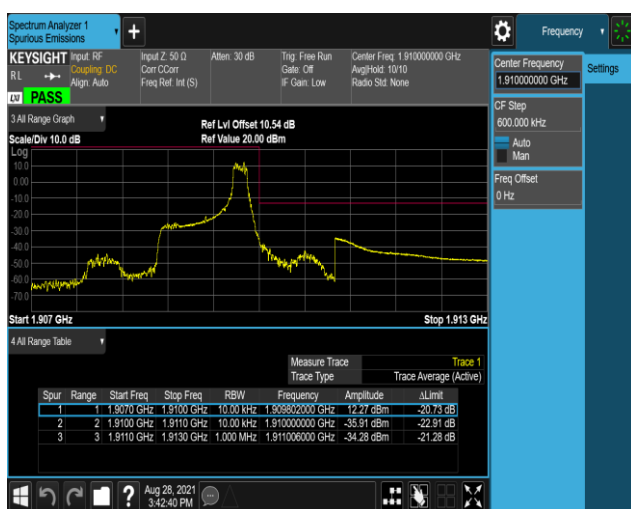 Spectrum Analyzer 1
Spurious Emissions
Frequency
KEYSIGHT
RL
LXI
PASS
Input: RF
Coupling: DC
Align: Auto
Input Z: 50 Ω
Corr CCorr
Freq Ref: Int (S)
Atten: 30 dB
Trig: Free Run
Gate: Off
IF Gain: Low
Center Freq: 1.910000000 GHz
Avg|Hold: 10/10
Radio Std: None
Center Frequency
1.910000000 GHz
Settings
CF Step
600.000 kHz
Auto
Man
Freq Offset
0 Hz
3 All Range Graph
Scale/Div 10.0 dB
Ref Lvl Offset 10.54 dB
Ref Value 20.00 dBm
Log
10.0
0.00
-10.0
-20.0
-30.0
-40.0
-50.0
-60.0
-70.0
Start 1.907 GHz
Stop 1.913 GHz
4 All Range Table
Measure Trace Trace 1
Trace Type Trace Average (Active)
Spur Range Start Freq Stop Freq RBW Frequency Amplitude ΔLimit
1 1 1.9070 GHz 1.9100 GHz 10.00 kHz 1.909802000 GHz 12.27 dBm -20.73 dB
2 2 1.9100 GHz 1.9110 GHz 10.00 kHz 1.910000000 GHz -35.91 dBm -22.91 dB
3 3 1.9110 GHz 1.9130 GHz 1.000 MHz 1.911006000 GHz -34.28 dBm -21.28 dB
Aug 28, 2021
3:42:40 PM